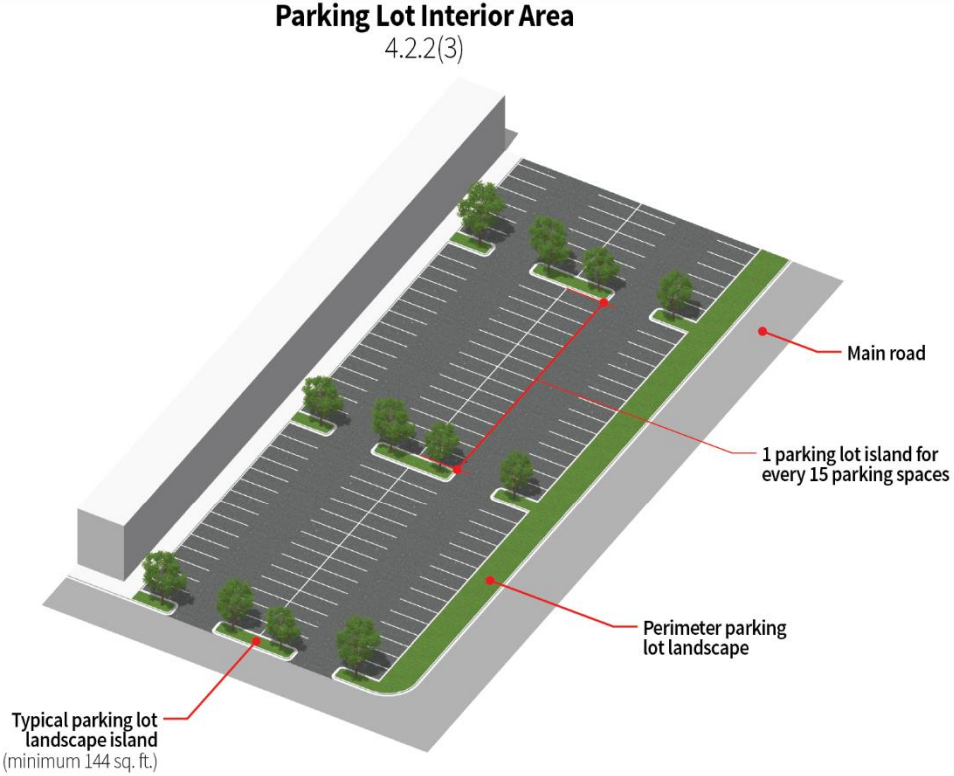 Parking Lot Interior Area
4.2.2(3)
Main road
1 parking lot island for
every 15 parking spaces
Perimeter parking
lot landscape
Typical parking lot
landscape island
(minimum 144 sq. ft.)